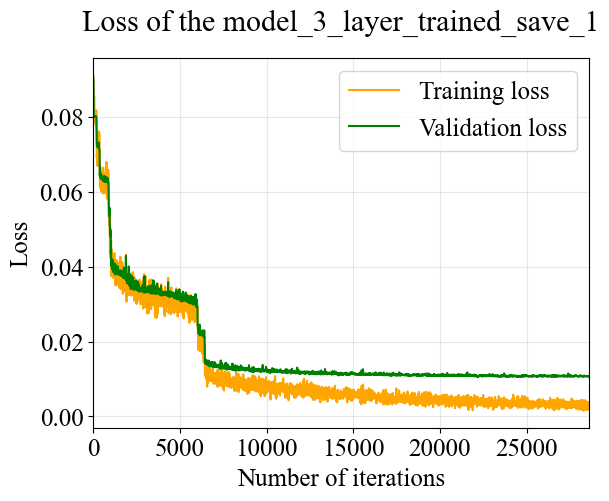 Loss of the model_3_layer_trained_save_1
Training loss
Validation loss
0.08
0.06
0.04
0.02
0.00
Loss
0
5000
10000
15000
20000
25000
Number of iterations